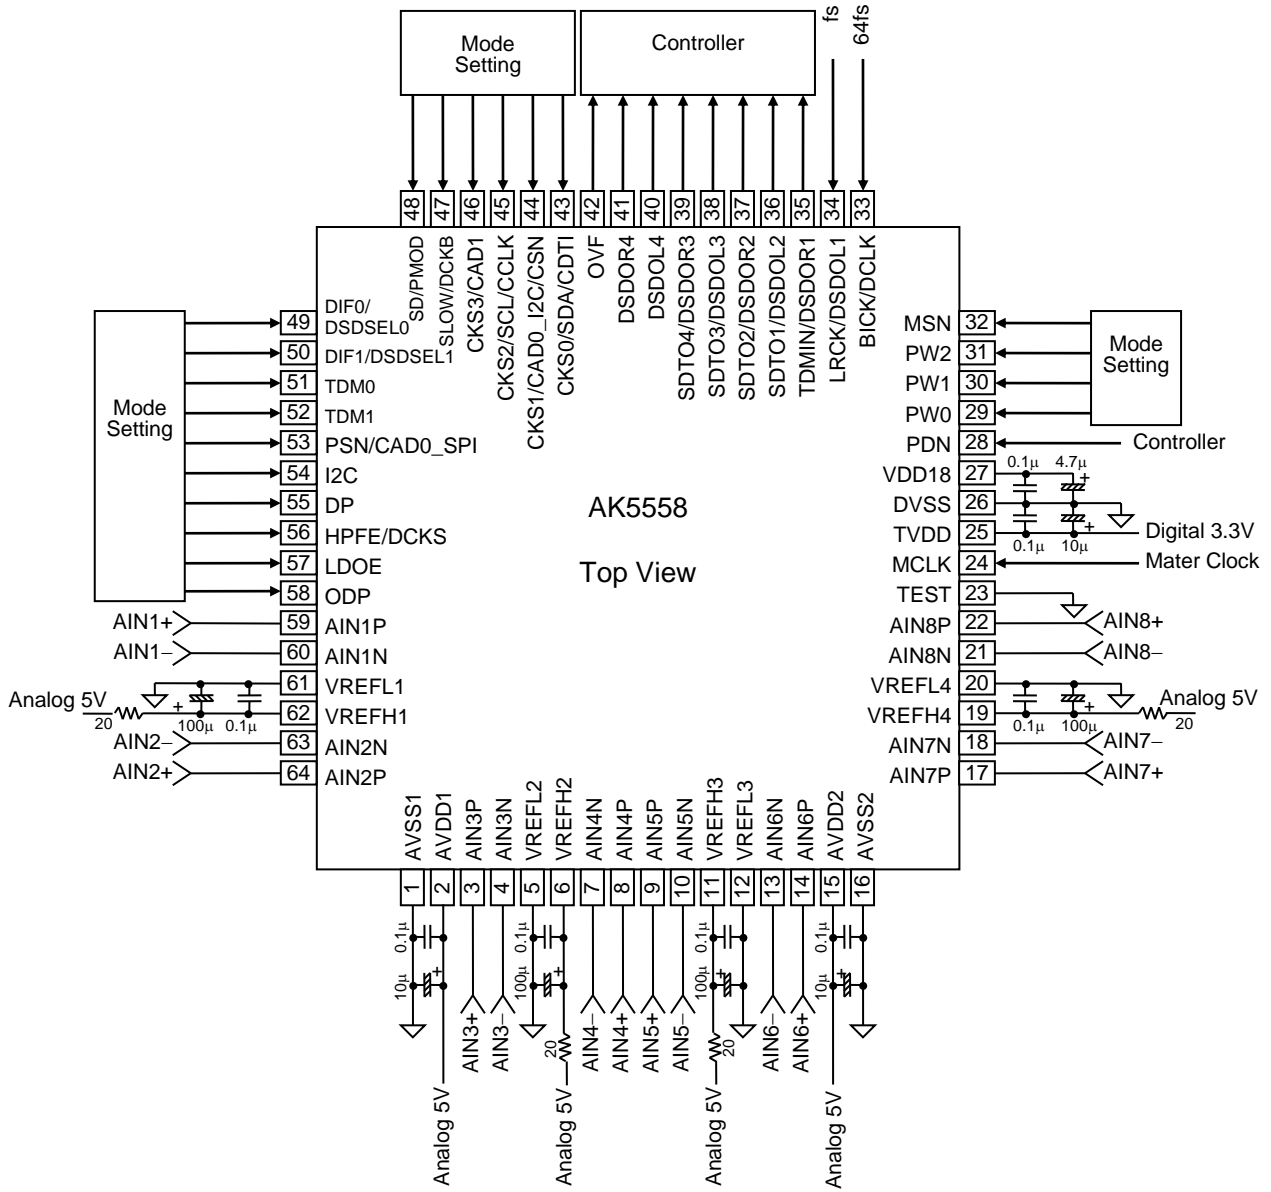 Mode
Setting
Controller
fs
64fs
48
47
46
45
44
43
42
41
40
39
38
37
36
35
34
33
SD/PMOD
SLOW/DCKB
CKS3/CAD1
CKS2/SCL/CCLK
CKS1/CAD0_I2C/CSN
CKS0/SDA/CDTI
OVF
DSDOR4
DSDOL4
SDTO4/DSDOR3
SDTO3/DSDOL3
SDTO2/DSDOR2
SDTO1/DSDOL2
TDMIN/DSDOR1
LRCK/DSDOL1
BICK/DCLK
Mode
Setting
49
DIF0/
DSDSEL0
50
DIF1/DSDSEL1
51
TDM0
52
TDM1
53
PSN/CAD0_SPI
54
I2C
55
DP
56
HPFE/DCKS
57
LDOE
58
ODP
AIN1+
59
AIN1P
AIN1−
60
AIN1N
61
VREFL1
Analog 5V
20
+
100μ
0.1μ
62
VREFH1
AIN2−
63
AIN2N
AIN2+
64
AIN2P
AK5558
Top View
MSN
32
PW2
31
PW1
30
PW0
29
Mode
Setting
PDN
28
Controller
VDD18
27
0.1μ
4.7μ
+
DVSS
26
TVDD
25
0.1μ
10μ
+
Digital 3.3V
MCLK
24
Mater Clock
TEST
23
AIN8P
22
AIN8+
AIN8N
21
AIN8−
VREFL4
20
VREFH4
19
0.1μ
100μ
+
Analog 5V
20
AIN7N
18
AIN7−
AIN7P
17
AIN7+
AVSS1
AVDD1
AIN3P
AIN3N
VREFL2
VREFH2
AIN4N
AIN4P
AIN5P
AIN5N
VREFH3
VREFL3
AIN6N
AIN6P
AVDD2
AVSS2
1
2
3
4
5
6
7
8
9
10
11
12
13
14
15
16
0.1μ
10μ
+
Analog 5V
AIN3+
AIN3−
0.1μ
100μ
+
20
Analog 5V
AIN4−
AIN4+
AIN5+
AIN5−
0.1μ
100μ
+
20
Analog 5V
AIN6−
AIN6+
0.1μ
10μ
+
Analog 5V